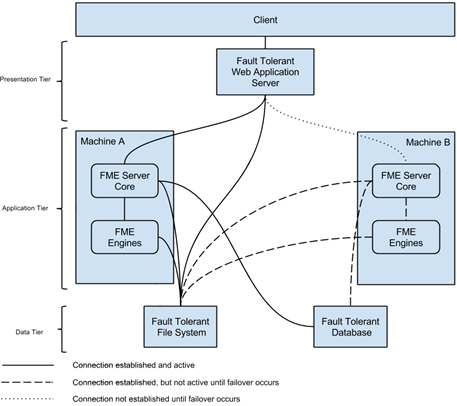 Client
Fault Tolerant
Web Application
Server
Presentation Tier
Machine A
Machine B
FME Server
Core
FME Server
Core
Application Tier
FME
Engines
FME
Engines
Fault Tolerant
File System
Fault Tolerant
Database
Data Tier
Connection established and active
Connection established, but not active until failover occurs
Connection not established until failover occurs